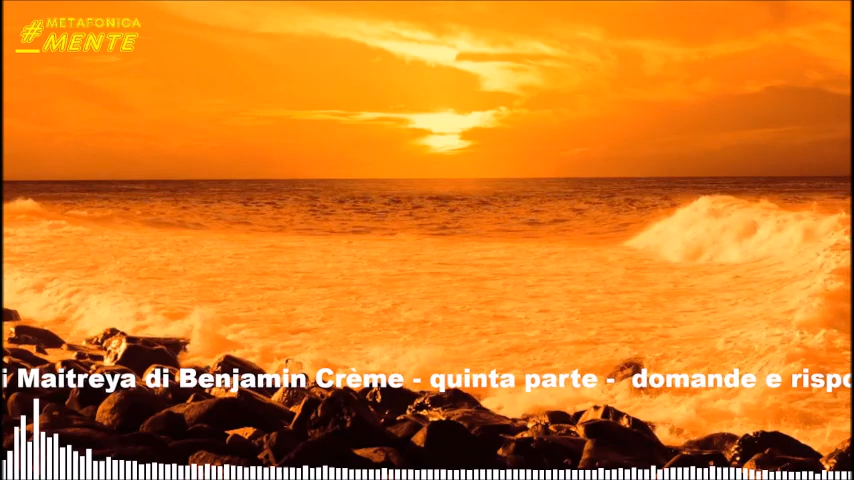 #METAFONiCA
MENTE
i Maitreya di Benjamin Crème - quinta parte - domande e rispo